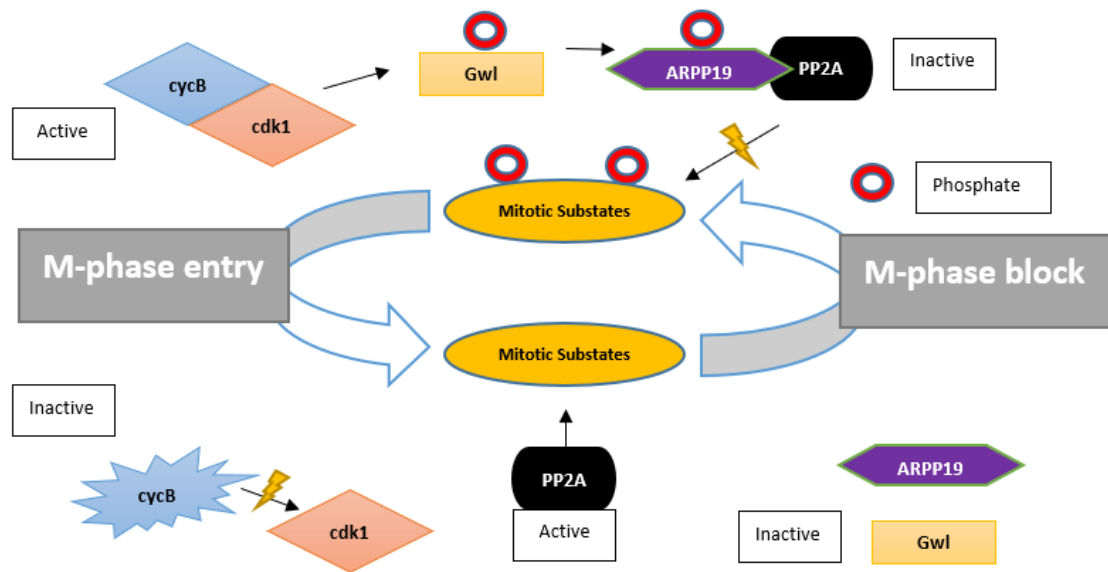 cycB
cdk1
Active
Gwl
ARPP19
PP2A
Inactive
Phosphate
Mitotic Substates
M-phase entry
M-phase block
Mitotic Substates
Inactive
cycB
cdk1
PP2A
Active
ARPP19
Inactive
Gwl